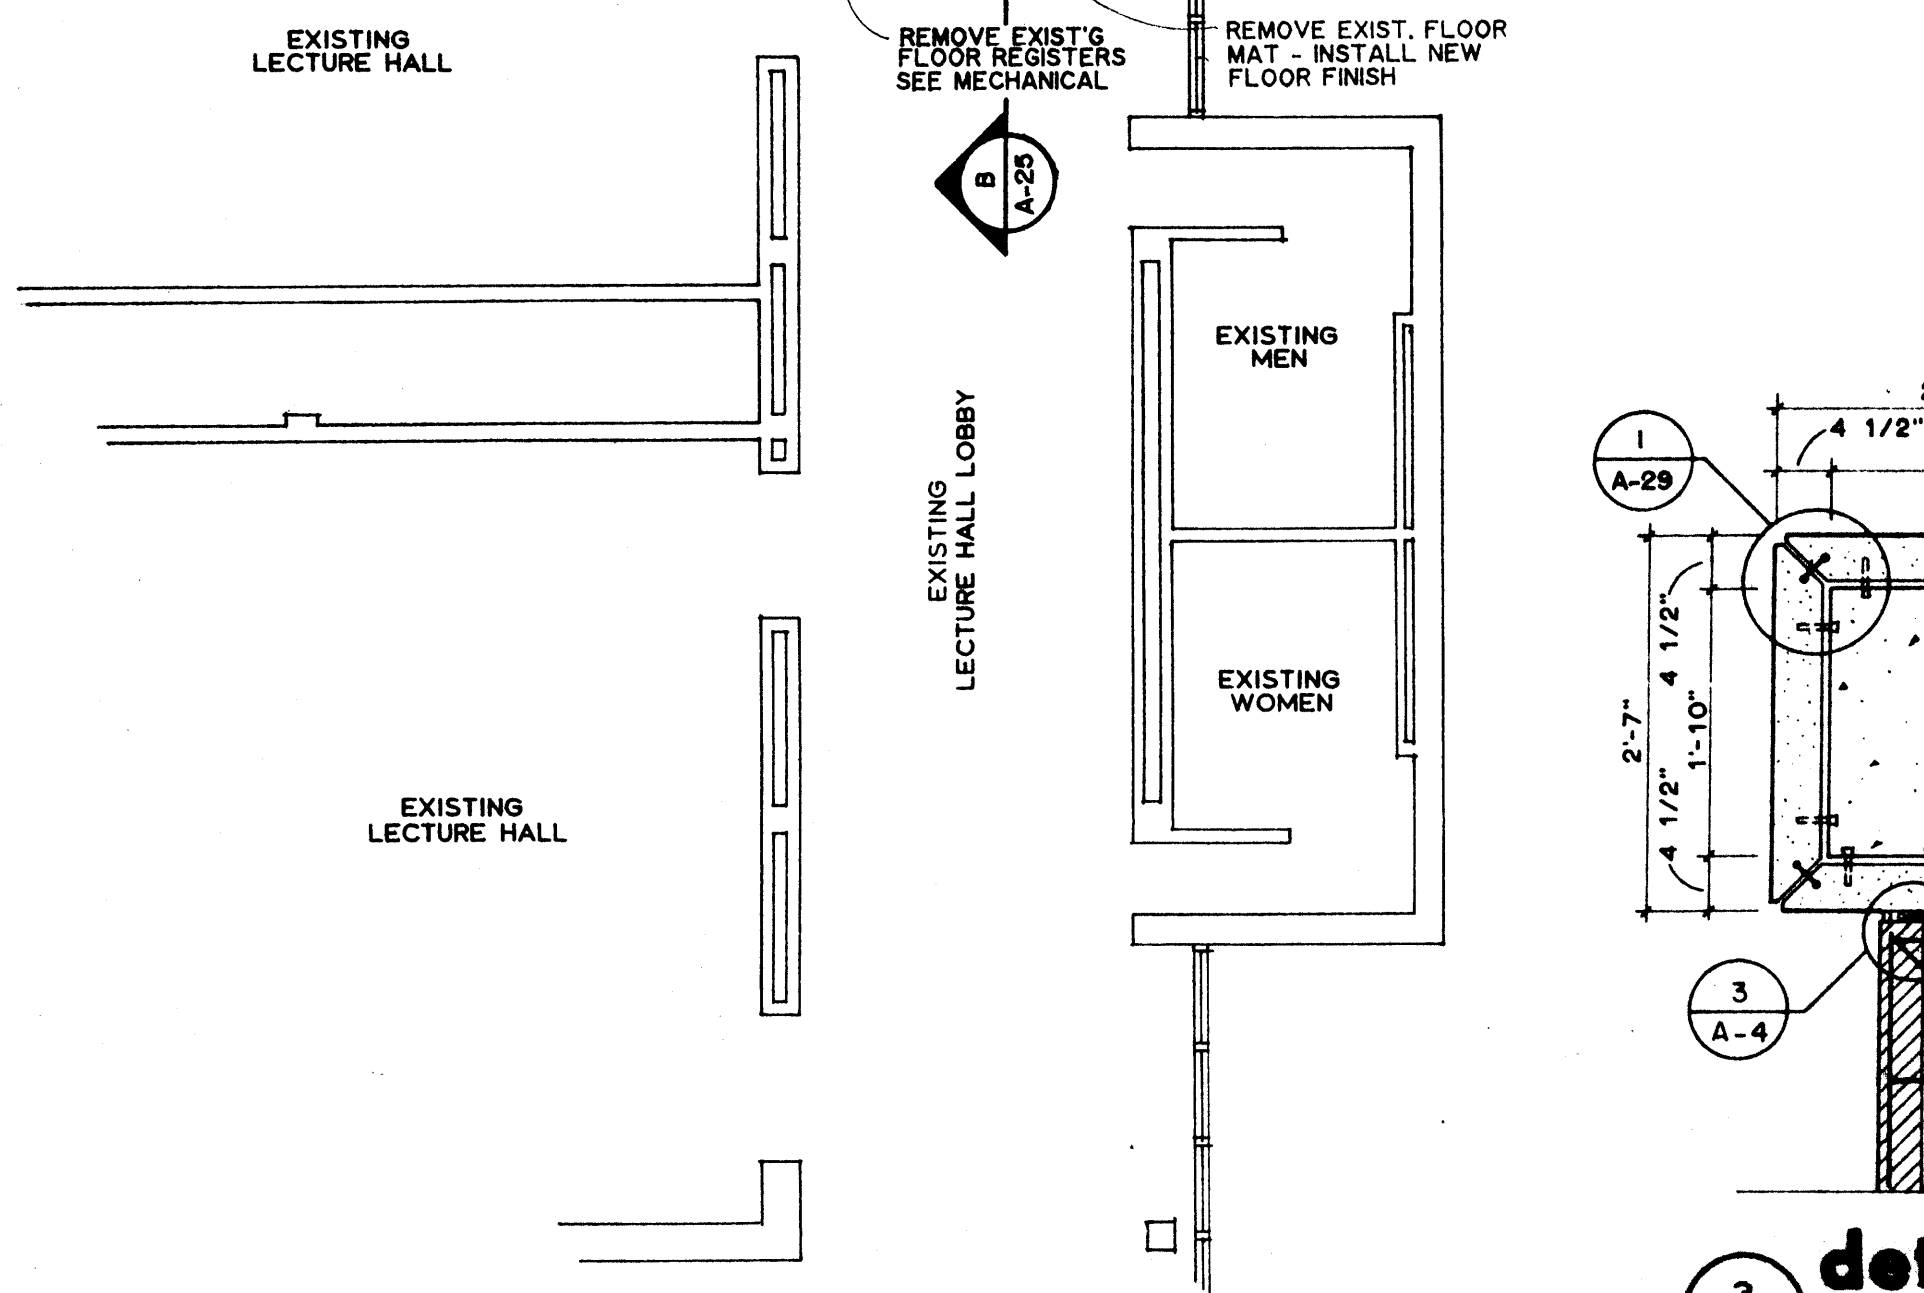 EXISTING
LECTURE HALL
REMOVE EXIST'G
FLOOR REGISTERS
SEE MECHANICAL
REMOVE EXIST. FLOOR
MAT - INSTALL NEW
FLOOR FINISH
B
A-25
EXISTING
MEN
EXISTING
LECTURE HALL LOBBY
EXISTING
WOMEN
EXISTING
LECTURE HALL
1
A-29
4 1/2"
2'-7"
4 1/2"
1'-10"
4 1/2"
3
A-4